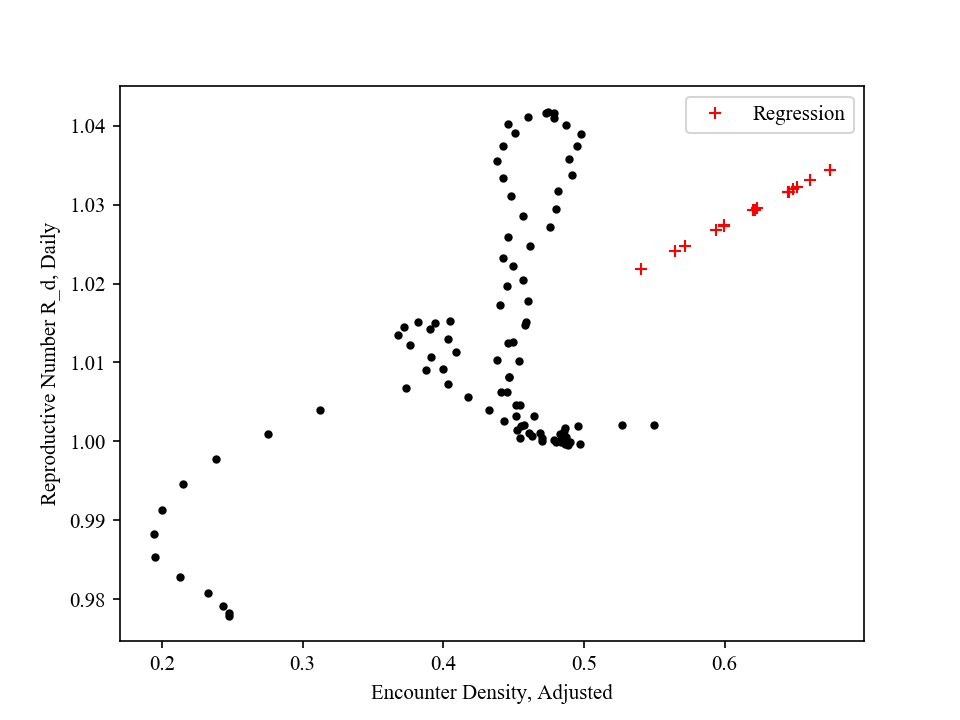 Regression
1.04
1.03
1.02
1.01
1.00
0.99
0.98
Reproductive Number R_d, Daily
0.2 0.3 0.4 0.5 0.6
Encounter Density, Adjusted